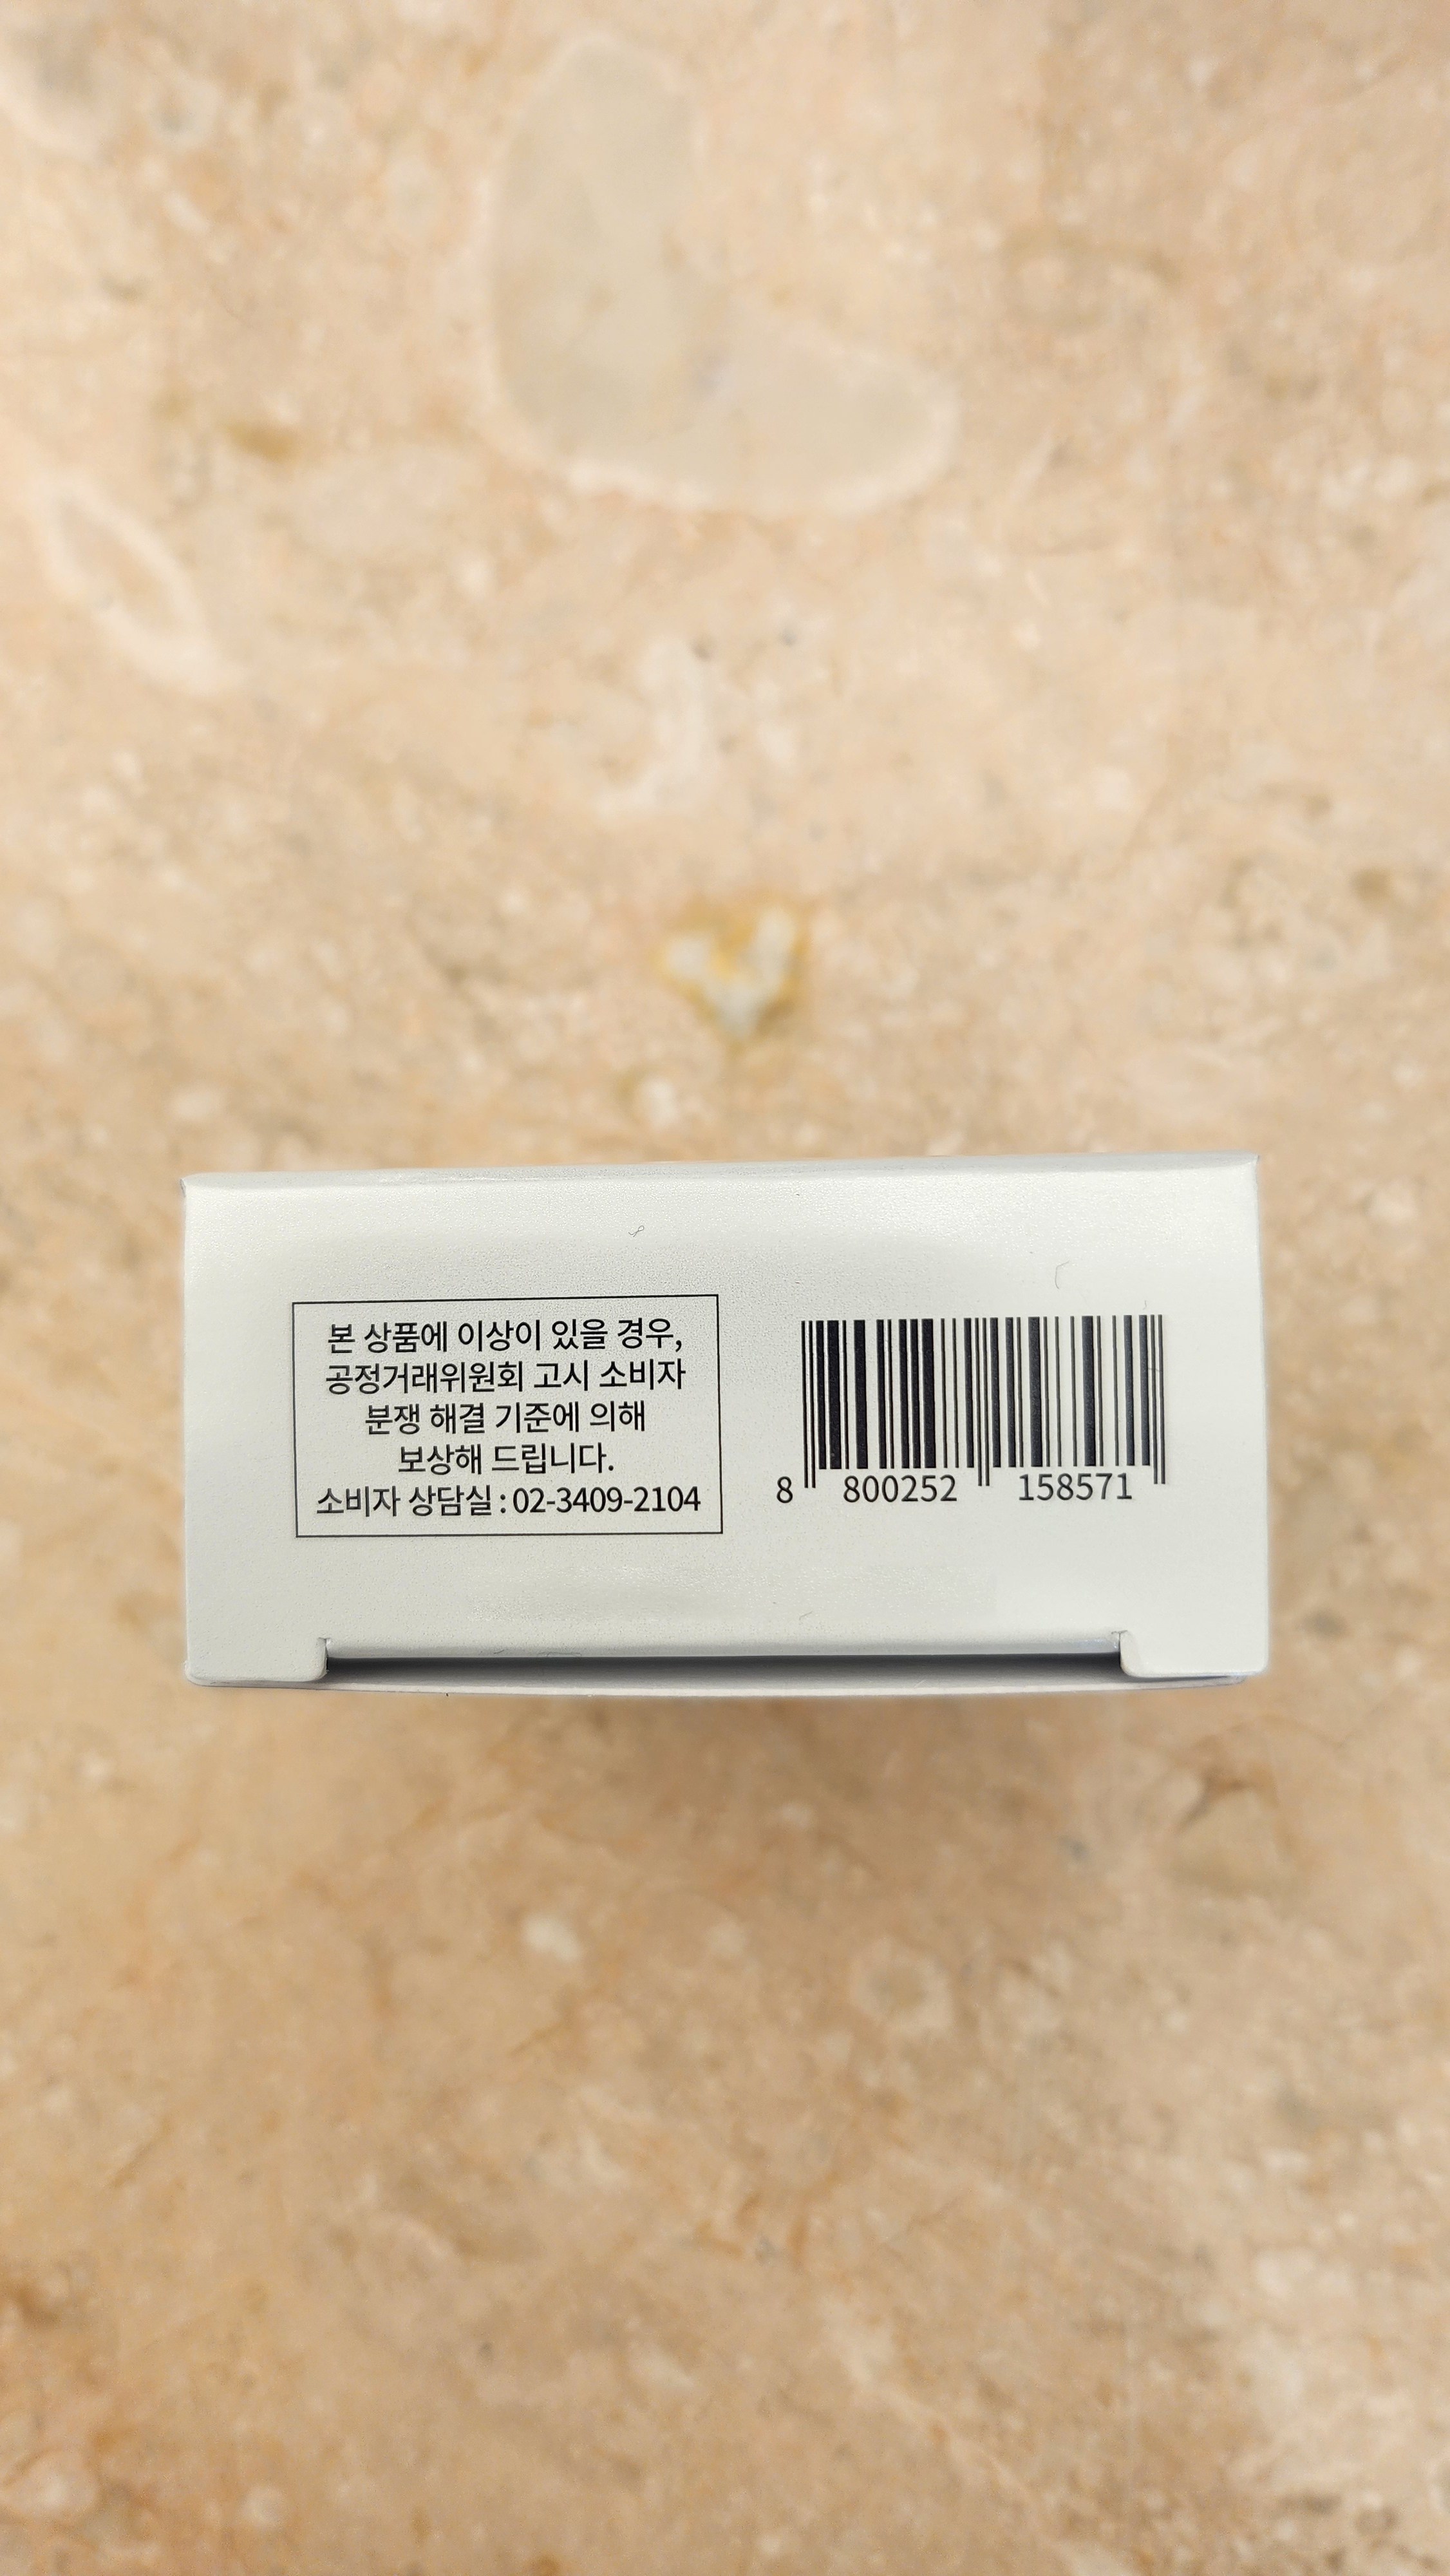 본 상품에 이상이 있을 경우,
공정거래위원회 고시 소비자
분쟁 해결 기준에 의해
보상해 드립니다.
소비자 상담실 : 02-3409-2104
8 800252 158571